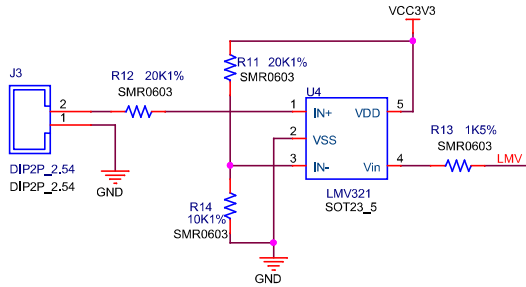 VCC3V3
J3
R12 20K1%
SMR0603
R11 20K1%
SMR0603
U4
2
1
1 IN+ VDD 5
2 VSS
3 IN- Vin 4
R13 1K5%
SMR0603
LMV
DIP2P_2.54
DIP2P_2.54
GND
R14
10K1%
SMR0603
LMV321
SOT23_5
GND